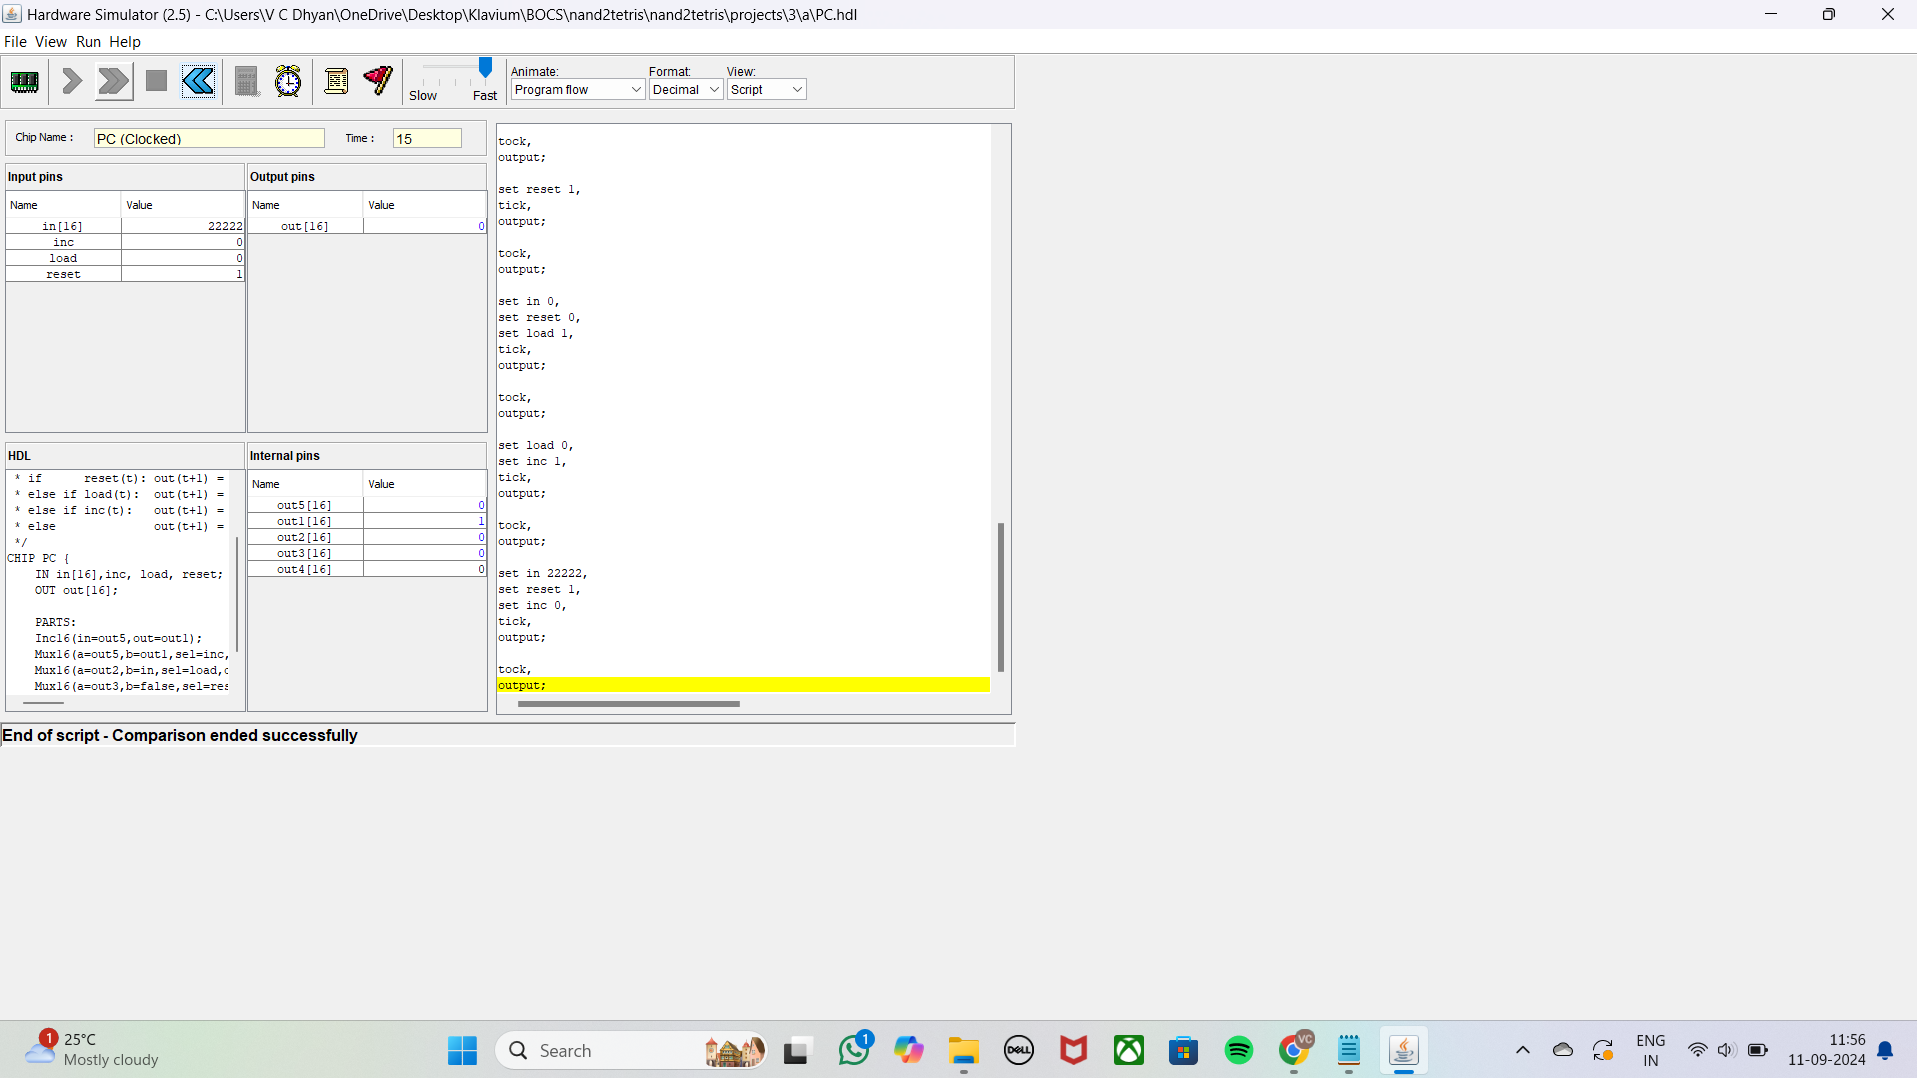 Hardware Simulator (2.5) - C:\Users\V C Dhyan\OneDrive\Desktop\Klavium\BOCS\nand2tetris\nand2tetris\projects\3\a\PC.hdl
File View Run Help
Slow Fast
Animate: Format: View:
Program flow Decimal Script
Chip Name : PC (Clocked) Time : 15
Input pins
Name Value
in[16] 22222
inc 0
load 0
reset 1
Output pins
Name Value
out[16] 0
HDL
* if reset(t): out(t+1) =
* else if load(t): out(t+1) =
* else if inc(t): out(t+1) =
* else out(t+1) =
*/
CHIP PC {
IN in[16],inc, load, reset;
OUT out[16];
PARTS:
Inc16(in=out5,out=out1);
Mux16(a=out5,b=out1,sel=inc,
Mux16(a=out2,b=in,sel=load,c
Mux16(a=out3,b=false,sel=res
Internal pins
Name Value
out5[16] 0
out1[16] 1
out2[16] 0
out3[16] 0
out4[16] 0
tock,
output;
set reset 1,
tick,
output;
tock,
output;
set in 0,
set reset 0,
set load 1,
tick,
output;
tock,
output;
set load 0,
set inc 1,
tick,
output;
tock,
output;
set in 22222,
set reset 1,
set inc 0,
tick,
output;
tock,
output;
End of script - Comparison ended successfully
1
25°C
Mostly cloudy
Search
1
DELL
VC
ENG
IN
11:56
11-09-2024